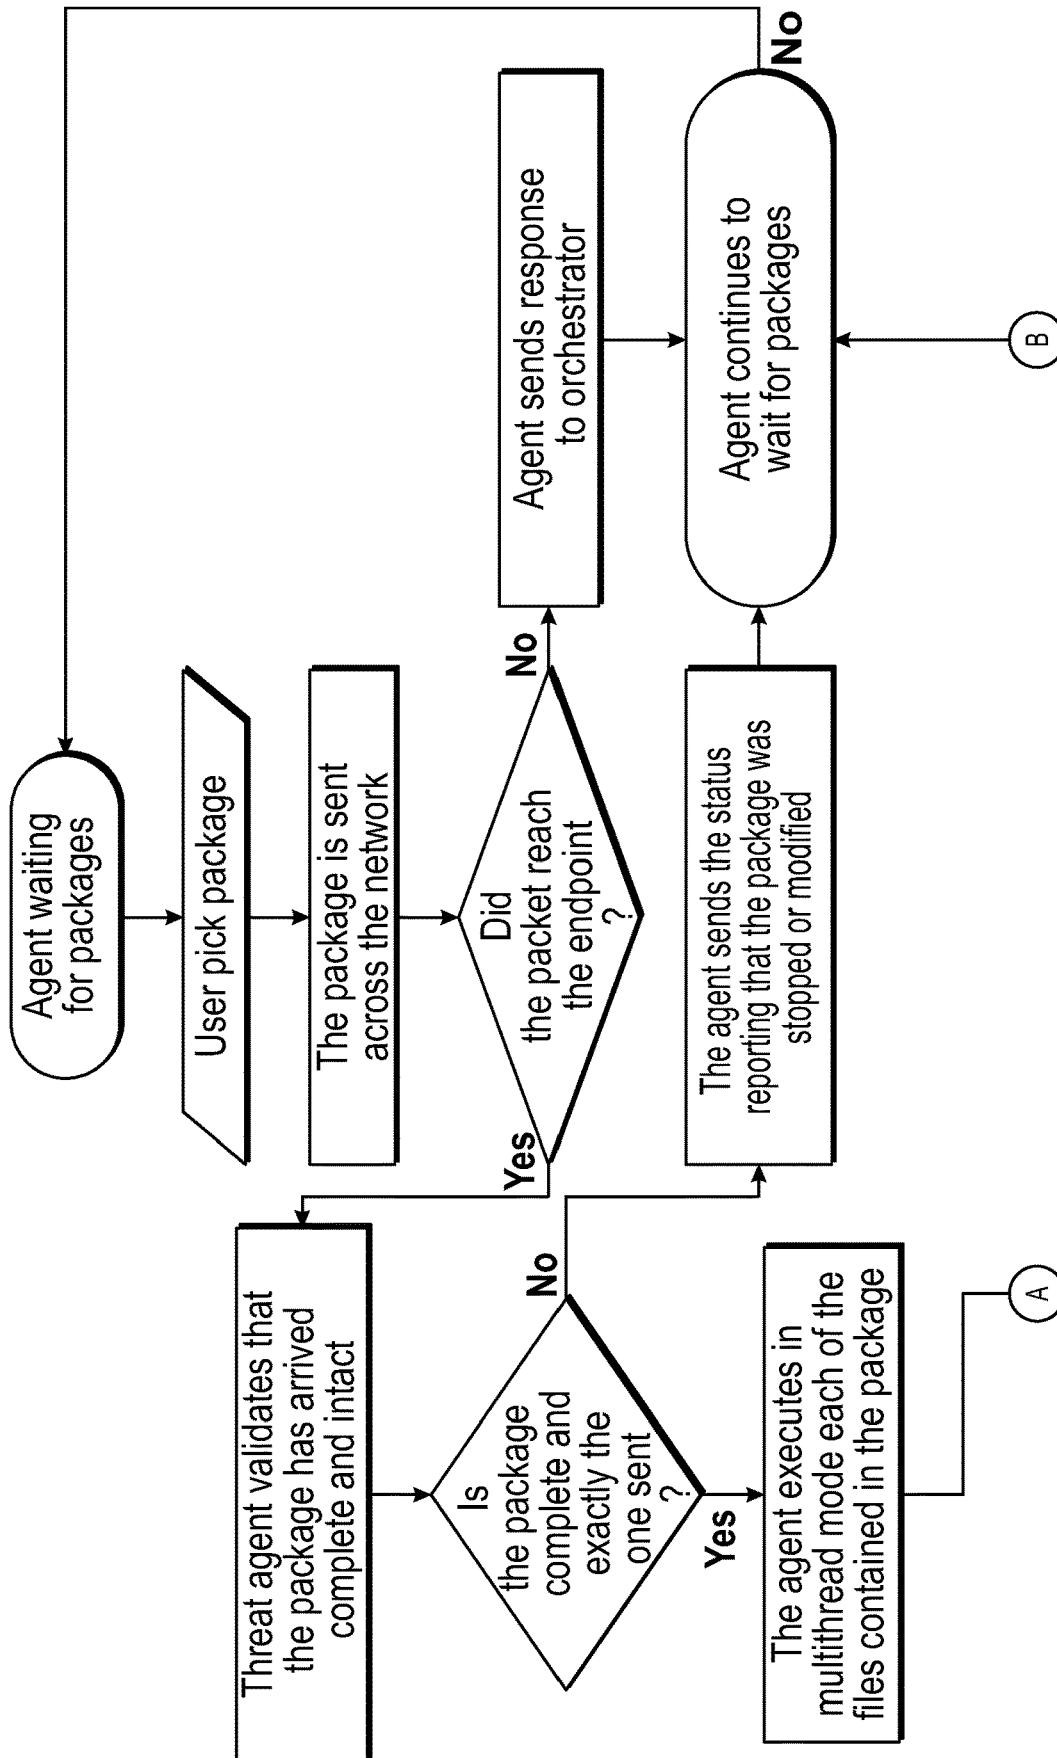 Agent waiting
for packages
User pick package
The package is sent
across the network
Did
the packet reach
the endpoint
?
Yes
No
Threat agent validates that
the package has arrived
complete and intact
Agent sends response
to orchestrator
Is
the package
complete and
exactly the
one sent
?
No
Yes
The agent sends the status
reporting that the package was
stopped or modified
Agent continues to
wait for packages
No
The agent executes in
multithread mode each of the
files contained in the package
A
B